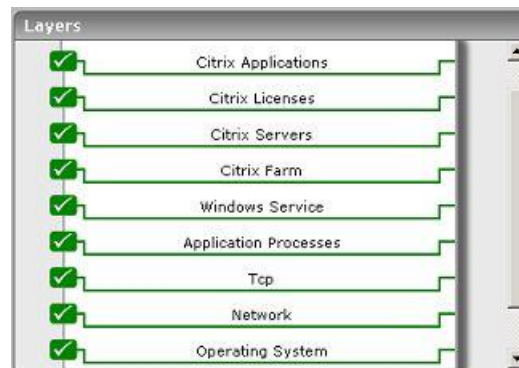 Layers
Citrix Applications
Citrix Licenses
Citrix Servers
Citrix Farm
Windows Service
Application Processes
Tcp
Network
Operating System